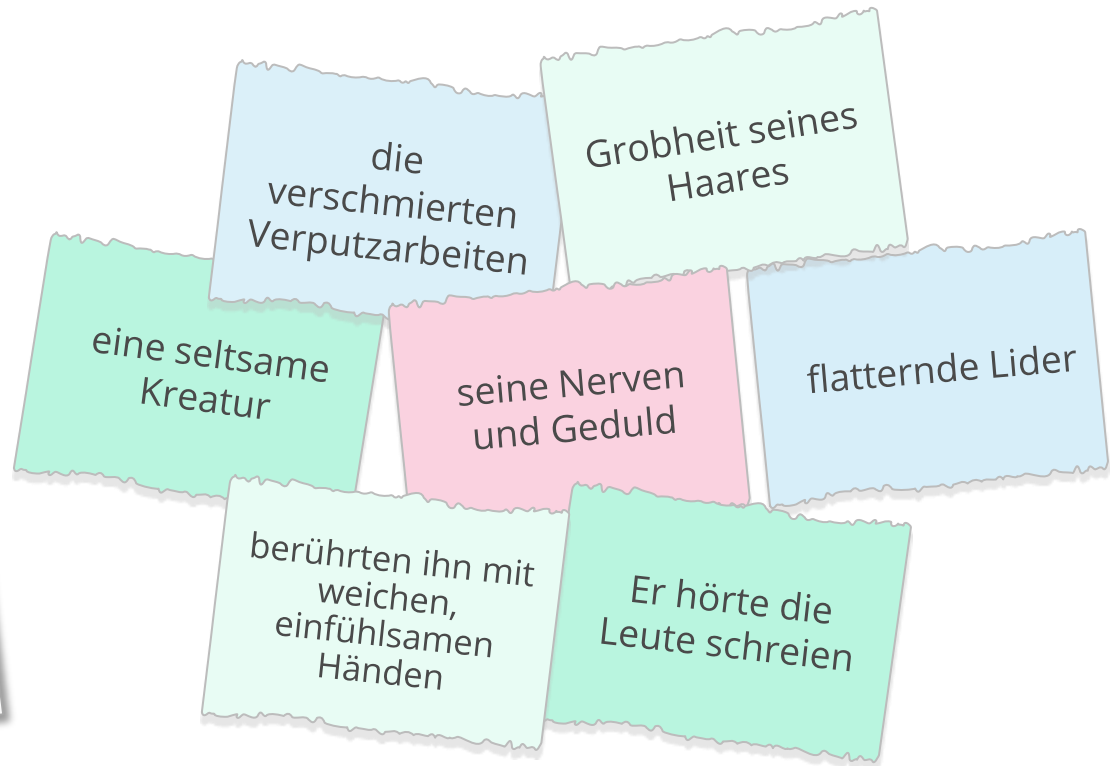 die
verschmierten
Verputzarbeiten
Grobheit seines
Haares
eine seltsame
Kreatur
seine Nerven
und Geduld
flatternde Lider
berührten ihn mit
weichen,
einfühlsamen
Händen
Er hörte die
Leute schreien